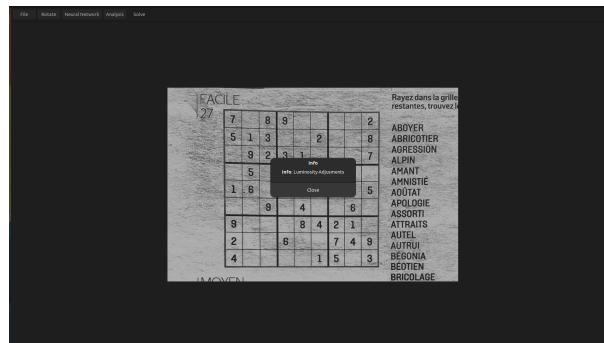 File Rotate Neural Network Analysis Solve
FACILE
27
Rayez dans la grille
restantes, trouvez l
7 8 9 2
5 1 3 2 8
9 2 3 1 7
5
1 6 5
9 4 6
9 8 4 2 1
2 6 7 4 9
4 1 5 3
Info
Info: Luminosity Adjusments
Close
ABOYER
ABRICOTIER
AGRESSION
ALPIN
AMANT
AMNISTIÉ
AOÛTAT
APOLOGIE
ASSORTI
ATTRAITS
AUTEL
AUTRUI
BÉGONIA
BÉOTIEN
BRICOLAGE
MOYEN